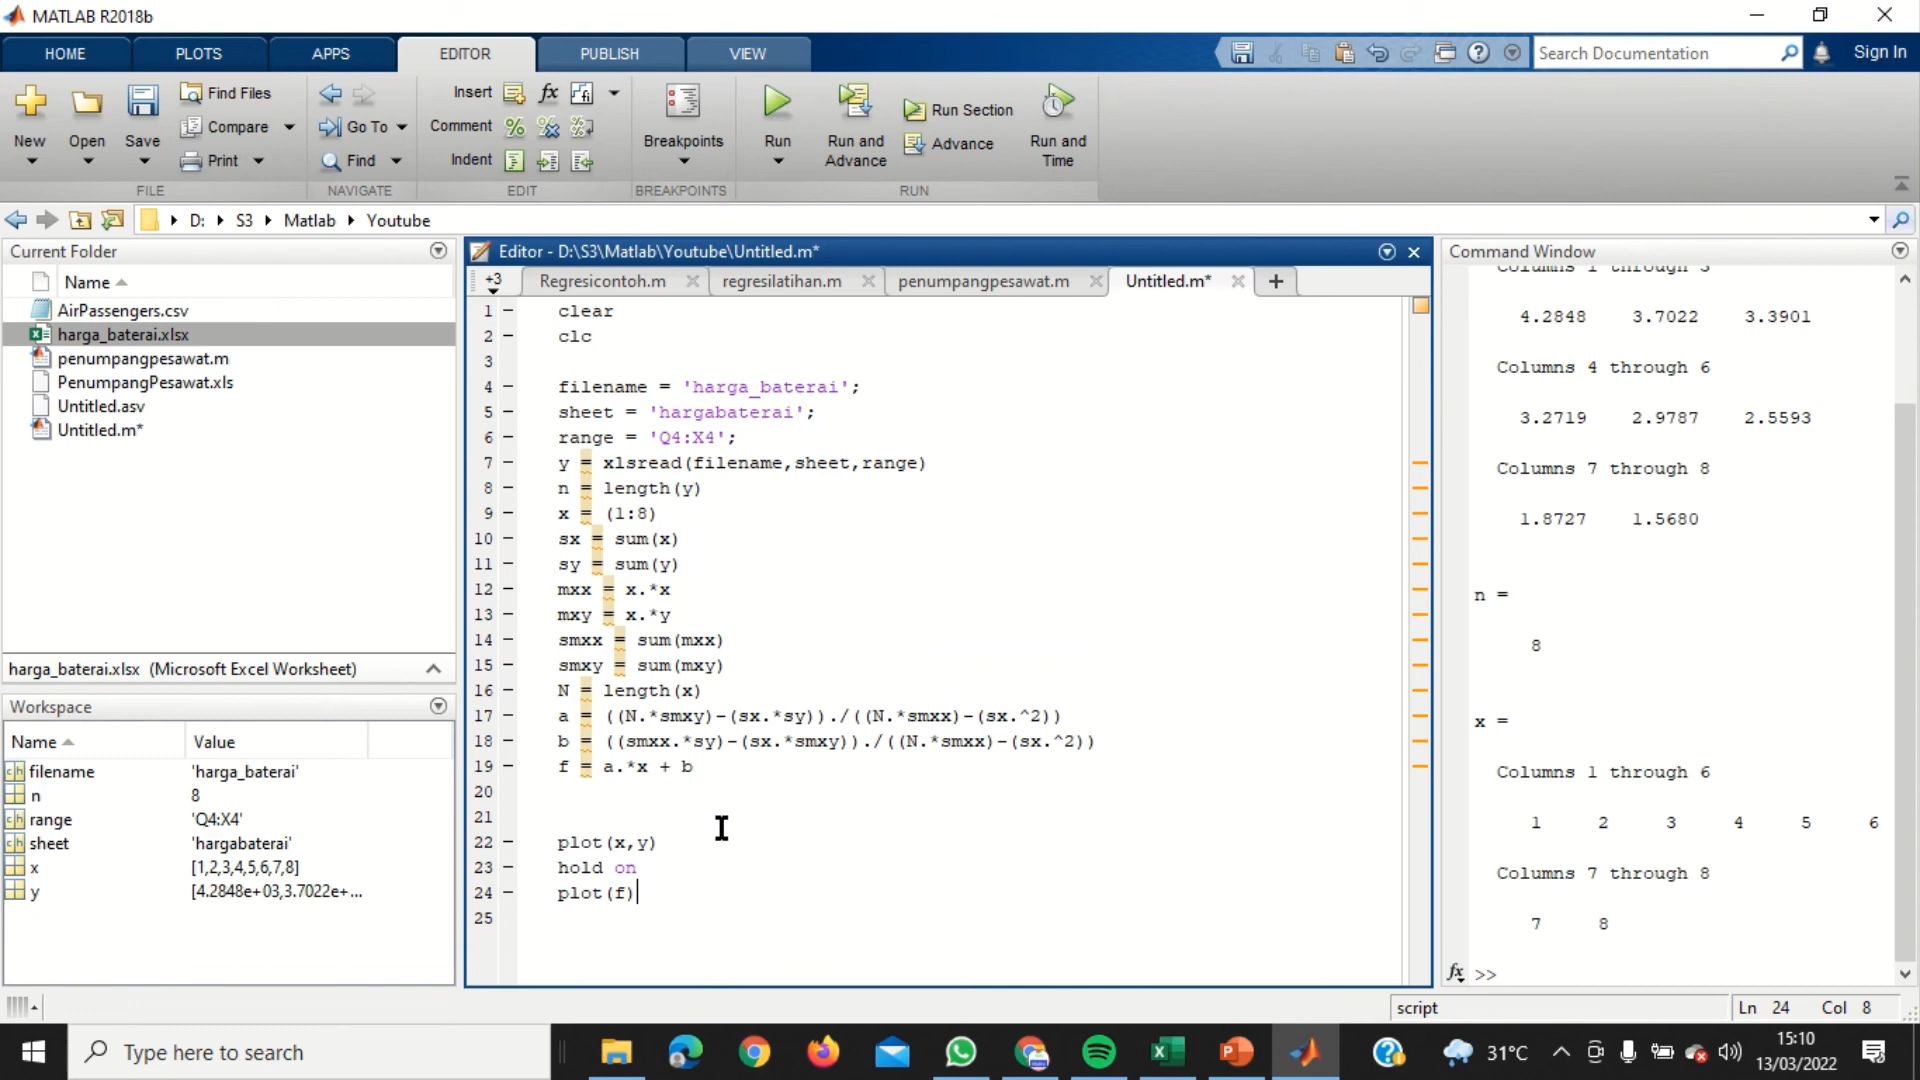 MATLAB R2018b
HOME PLOTS APPS EDITOR PUBLISH VIEW Search Documentation Sign In
New Open Save Find Files Compare Print
FILE
Go To Find
NAVIGATE
Insert fx Comment Indent
EDIT
Breakpoints
BREAKPOINTS
Run Run and Advance Run Section Advance Run and Time
RUN
D: S3 Matlab Youtube
Current Folder
Name
AirPassengers.csv
harga_baterai.xlsx
penumpangpesawat.m
PenumpangPesawat.xls
Untitled.asv
Untitled.m*
harga_baterai.xlsx (Microsoft Excel Worksheet)
Workspace
Name Value
filename 'harga_baterai'
n 8
range 'Q4:X4'
sheet 'hargabaterai'
x [1,2,3,4,5,6,7,8]
y [4.2848e+03,3.7022e+...
Editor - D:\S3\Matlab\Youtube\Untitled.m*
+3 Regresicontoh.m regresilatihan.m penumpangpesawat.m Untitled.m* +
1 – clear
2 – clc
3
4 – filename = 'harga_baterai';
5 – sheet = 'hargabaterai';
6 – range = 'Q4:X4';
7 – y = xlsread(filename,sheet,range)
8 – n = length(y)
9 – x = (1:8)
10 – sx = sum(x)
11 – sy = sum(y)
12 – mxx = x.*x
13 – mxy = x.*y
14 – smxx = sum(mxx)
15 – smxy = sum(mxy)
16 – N = length(x)
17 – a = ((N.*smxy)-(sx.*sy))./((N.*smxx)-(sx.^2))
18 – b = ((smxx.*sy)-(sx.*smxy))./((N.*smxx)-(sx.^2))
19 – f = a.*x + b
20
21
22 – plot(x,y)
23 – hold on
24 – plot(f)
25
Command Window
Columns 1 through 3
4.2848 3.7022 3.3901
Columns 4 through 6
3.2719 2.9787 2.5593
Columns 7 through 8
1.8727 1.5680
n =
8
x =
Columns 1 through 6
1 2 3 4 5 6
Columns 7 through 8
7 8
fx >>
script Ln 24 Col 8
Type here to search
31°C
15:10
13/03/2022